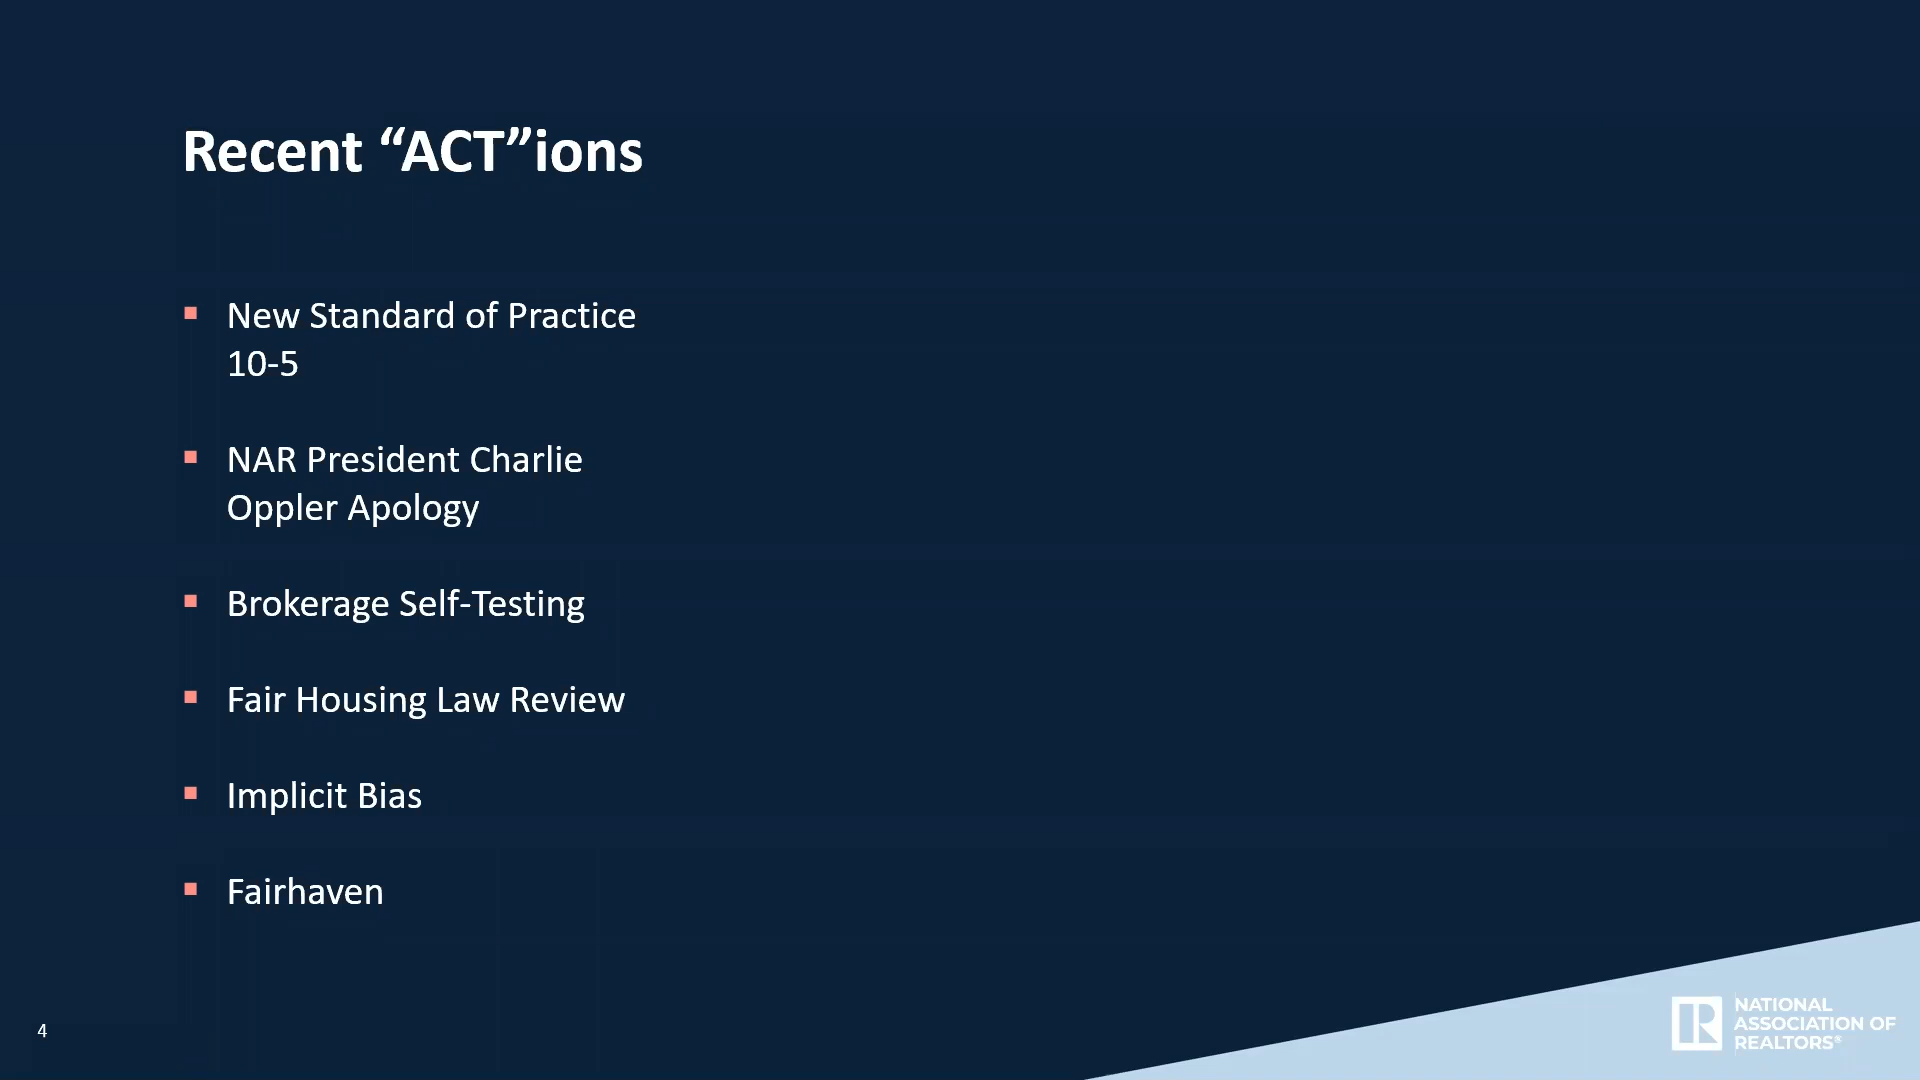 Recent “ACT”ions
New Standard of Practice
10-5
NAR President Charlie
Oppler Apology
Brokerage Self-Testing
Fair Housing Law Review
Implicit Bias
Fairhaven
4
NATIONAL
ASSOCIATION OF
REALTORS®